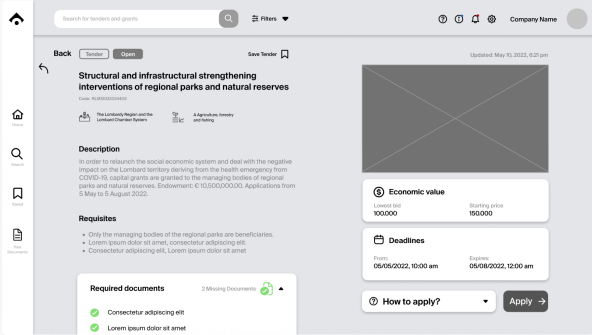 Search for tenders and grants
Filters
Company Name
Back
Tender
Open
Save Tender
Updated: May 10, 2022, 6:21 pm
Structural and infrastructural strengthening
interventions of regional parks and natural reserves
The Lombardy Region and the
Lombard Chamber System
A Agriculture, forestry
and fishing
Description
In order to relaunch the social economic system and deal with the negative
impact on the Lombard territory deriving from the health emergency from
COVID-19, capital grants are granted to the managing bodies of regional
parks and natural reserves. Endowment: € 10,500,000.00. Applications from
5 May to 5 August 2022.
Requisites
Only the managing bodies of the regional parks are beneficiaries.
Lorem ipsum dolor sit amet, consectetur adipiscing elit.
Consectetur adipiscing elit, Lorem ipsum dolor sit amet
Required documents
2 Missing Documents
Consectetur adipiscing elit
Lorem ipsum dolor sit amet
Economic value
Lowest bid
100.000
Starting price
150.000
Deadlines
From:
05/05/2022, 10:00 am
Expires:
05/08/2022, 12:00 am
How to apply?
Apply
Home
Search
Saved
Your
Documents